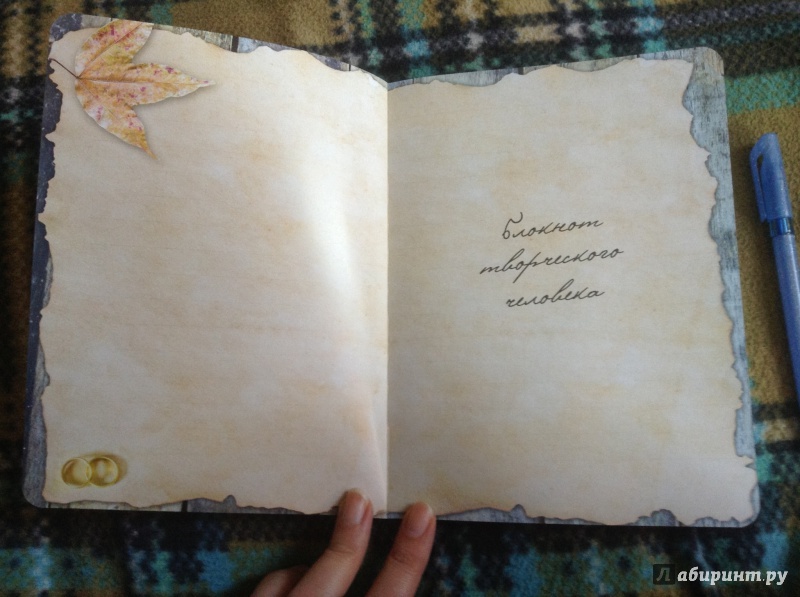 Блокнот
творческого
человека
Лабиринт.ру